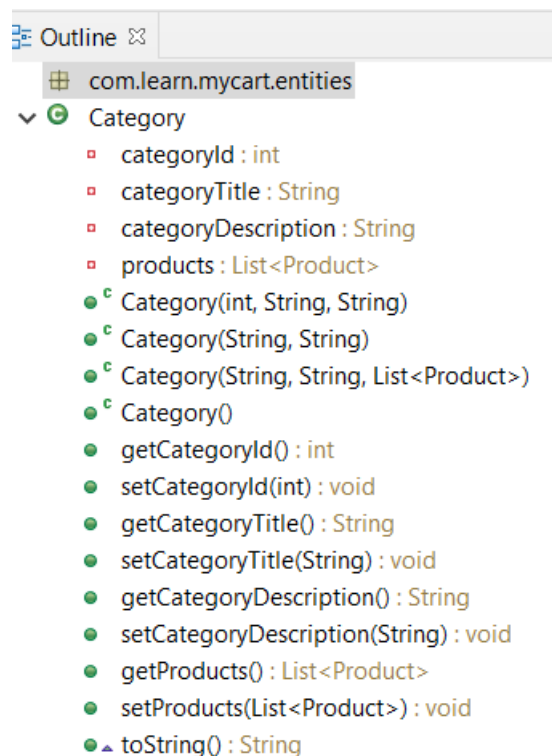 Outline
com.learn.mycart.entities
Category
categoryId : int
categoryTitle : String
categoryDescription : String
products : List<Product>
Category(int, String, String)
Category(String, String)
Category(String, String, List<Product>)
Category()
getCategoryId() : int
setCategoryId(int) : void
getCategoryTitle() : String
setCategoryTitle(String) : void
getCategoryDescription() : String
setCategoryDescription(String) : void
getProducts() : List<Product>
setProducts(List<Product>) : void
toString() : String